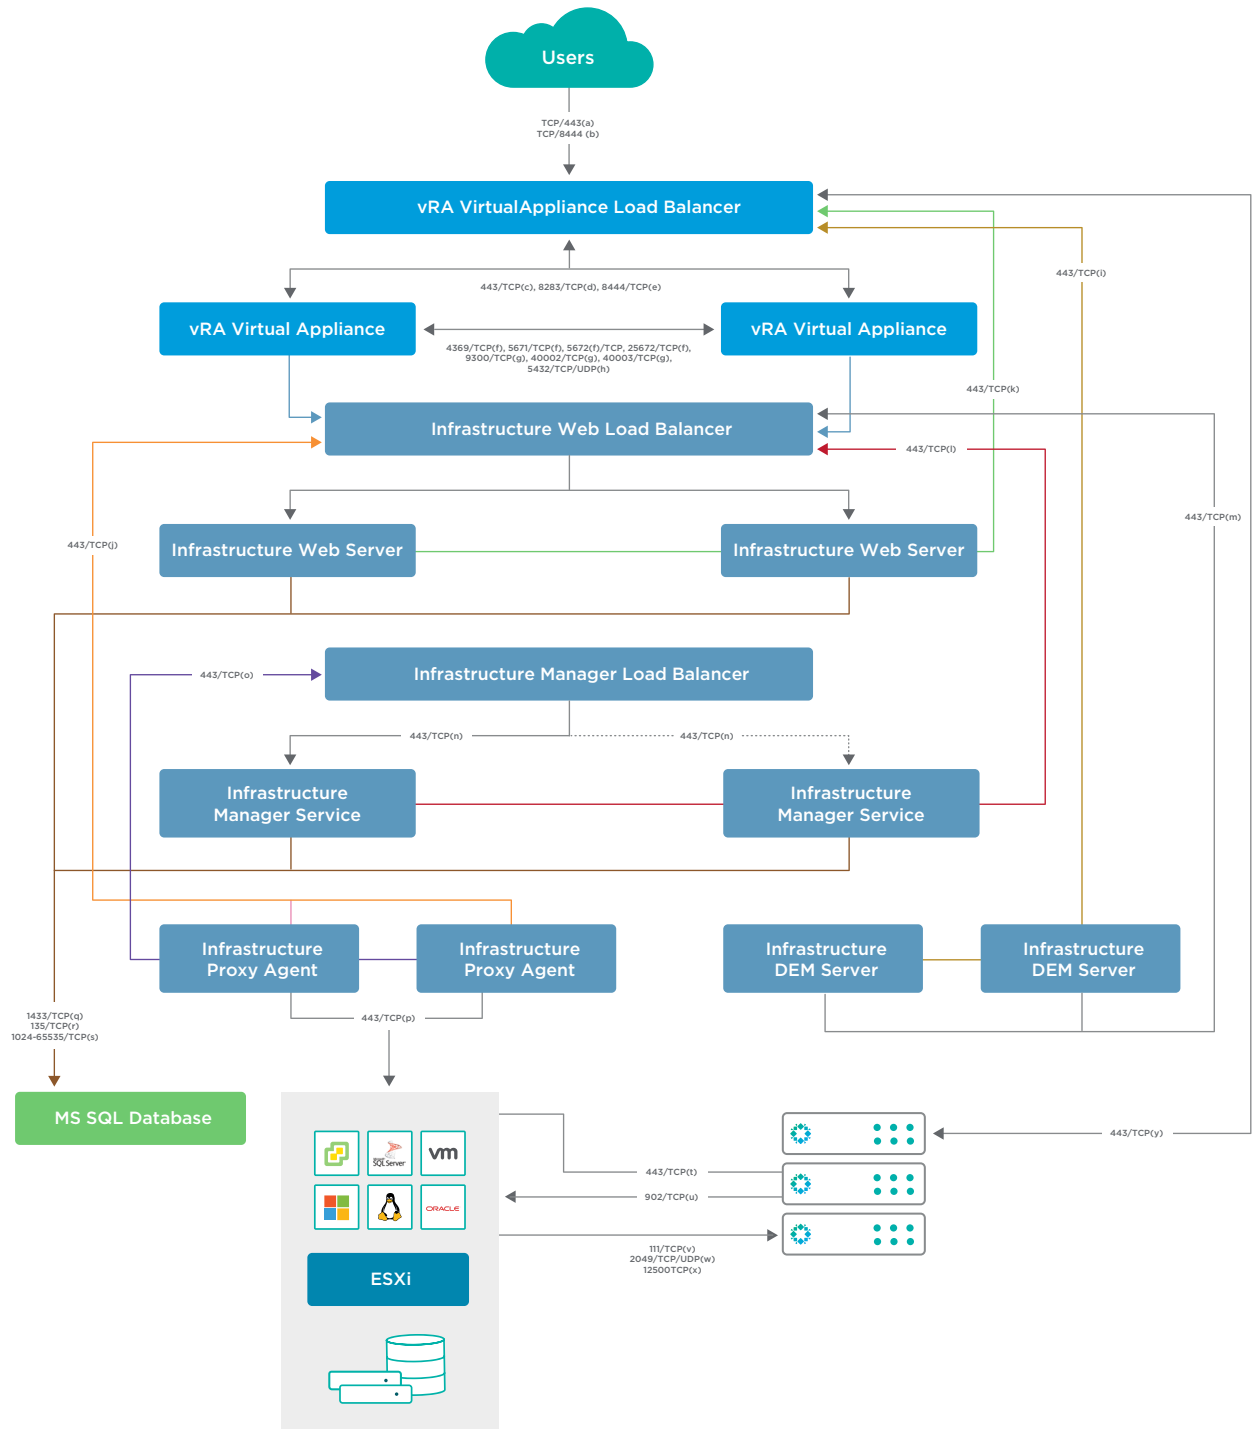 Users
TCP/443(a)
TCP/8444 (b)
vRA VirtualAppliance Load Balancer
443/TCP(i)
443/TCP(c), 8283/TCP(d), 8444/TCP(e)
vRA Virtual Appliance
vRA Virtual Appliance
4369/TCP(f), 5671/TCP(f), 5672(f)/TCP, 25672/TCP(f),
9300/TCP(g), 40002/TCP(g), 40003/TCP(g),
5432/TCP/UDP(h)
443/TCP(k)
Infrastructure Web Load Balancer
443/TCP(l)
443/TCP(m)
443/TCP(j)
Infrastructure Web Server
Infrastructure Web Server
Infrastructure Manager Load Balancer
443/TCP(o)
443/TCP(n)
443/TCP(n)
Infrastructure
Manager Service
Infrastructure
Manager Service
Infrastructure
Proxy Agent
Infrastructure
Proxy Agent
Infrastructure
DEM Server
Infrastructure
DEM Server
1433/TCP(q)
135/TCP(r)
1024-65535/TCP(s)
443/TCP(p)
MS SQL Database
443/TCP(y)
SQL Server
vm
443/TCP(t)
902/TCP(u)
ORACLE
111/TCP(v)
2049/TCP/UDP(w)
12500TCP(x)
ESXi